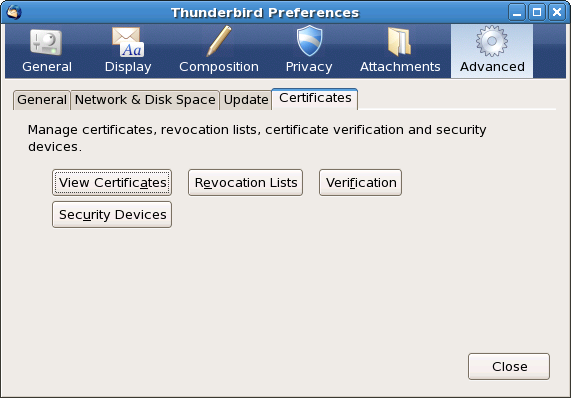 Thunderbird Preferences
Aa
General Display Composition Privacy Attachments Advanced
General Network & Disk Space Update Certificates
Manage certificates, revocation lists, certificate verification and security
devices.
View Certificates Revocation Lists Verification
Security Devices
Close